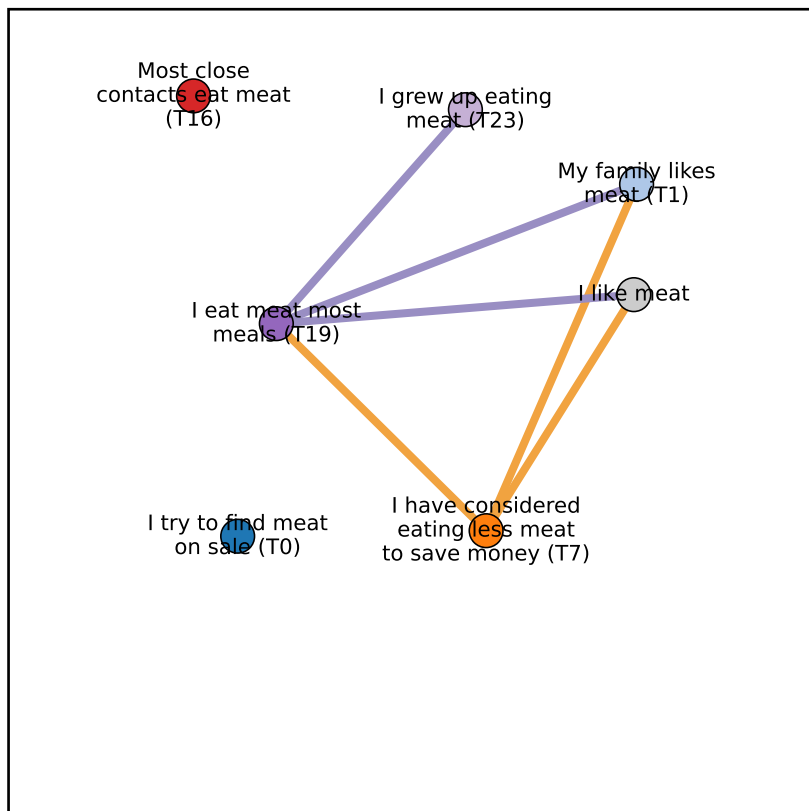 Most close
contacts eat meat
(T16)
I grew up eating
meat (T23)
My family likes
meat (T1)
I like meat
I eat meat most
meals (T19)
I have considered
eating less meat
to save money (T7)
I try to find meat
on sale (T0)